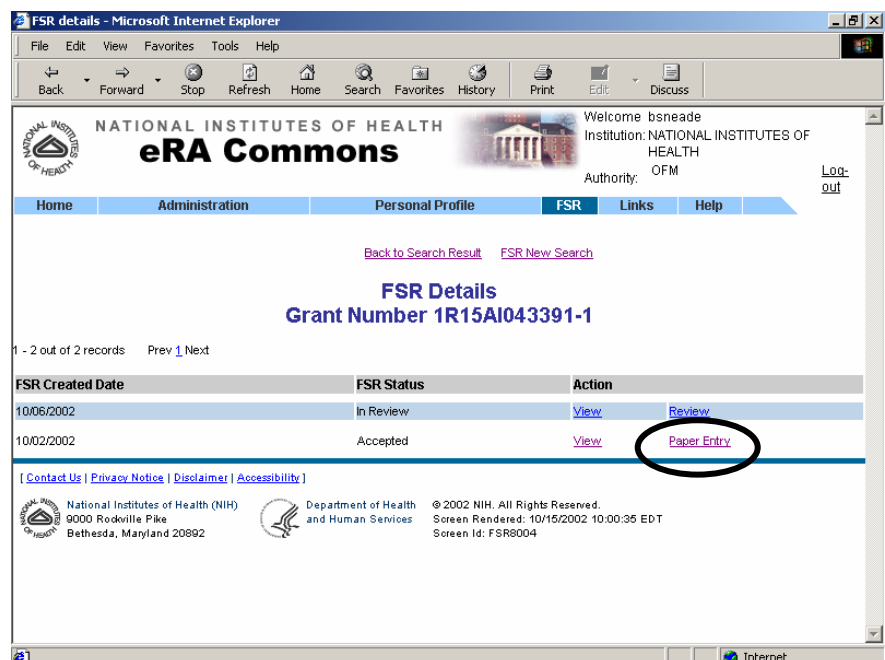 FSR details - Microsoft Internet Explorer
File Edit View Favorites Tools Help
Back Forward Stop Refresh Home Search Favorites History Print Edit Discuss
NATIONAL INSTITUTES OF HEALTH
eRA Commons
Welcome bsneade
Institution: NATIONAL INSTITUTES OF
HEALTH
Authority: OFM
Log-
out
Home Administration Personal Profile FSR Links Help
Back to Search Result FSR New Search
FSR Details
Grant Number 1R15AI043391-1
1 - 2 out of 2 records Prev 1 Next
FSR Created Date FSR Status Action
10/06/2002 In Review View Review
10/02/2002 Accepted View Paper Entry
[ Contact Us | Privacy Notice | Disclaimer | Accessibility ]
National Institutes of Health (NIH)
9000 Rockville Pike
Bethesda, Maryland 20892
Department of Health
and Human Services
© 2002 NIH. All Rights Reserved.
Screen Rendered: 10/15/2002 10:00:35 EDT
Screen Id: FSR8004
Internet